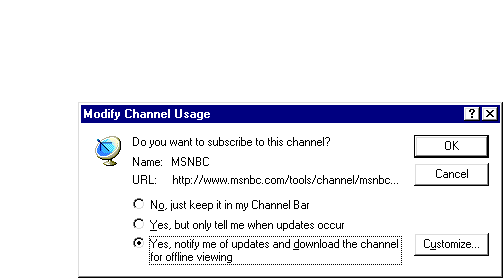 Modify Channel Usage
Do you want to subscribe to this channel?
Name: MSNBC
URL: http://www.msnbc.com/tools/channel/msnbc...
No, just keep it in my Channel Bar
Yes, but only tell me when updates occur
Yes, notify me of updates and download the channel
for offline viewing
OK
Cancel
Customize...